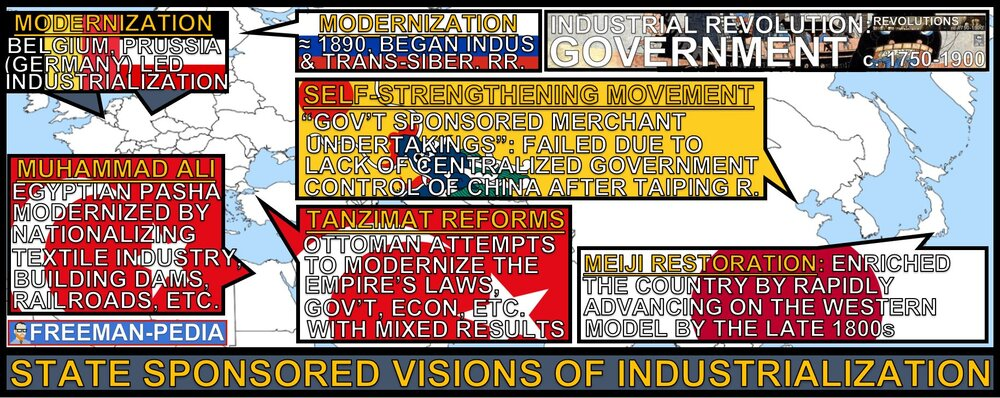 MODERNIZATION
BELGIUM, PRUSSIA
(GERMANY) LED
INDUSTRIALIZATION
MODERNIZATION
≈ 1890, BEGAN INDUS
& TRANS-SIBER. RR.
INDUSTRIAL REVOLUTION!
REVOLUTIONS
GOVERNMENT
c. 1750-1900
SELF-STRENGTHENING MOVEMENT
"GOV'T SPONSORED MERCHANT
UNDERTAKINGS": FAILED DUE TO
LACK OF CENTRALIZED GOVERNMENT
CONTROL OF CHINA AFTER TAIPING R.
MUHAMMAD ALI
EGYPTIAN PASHA
MODERNIZED BY
NATIONALIZING
TEXTILE INDUSTRY,
BUILDING DAMS,
RAILROADS, ETC.
TANZIMAT REFORMS
OTTOMAN ATTEMPTS
TO MODERNIZE THE
EMPIRE'S LAWS,
GOV'T, ECON, ETC.
WITH MIXED RESULTS
MEIJI RESTORATION: ENRICHED
THE COUNTRY BY RAPIDLY
ADVANCING ON THE WESTERN
MODEL BY THE LATE 1800s
FREEMAN-PEDIA
STATE SPONSORED VISIONS OF INDUSTRIALIZATION